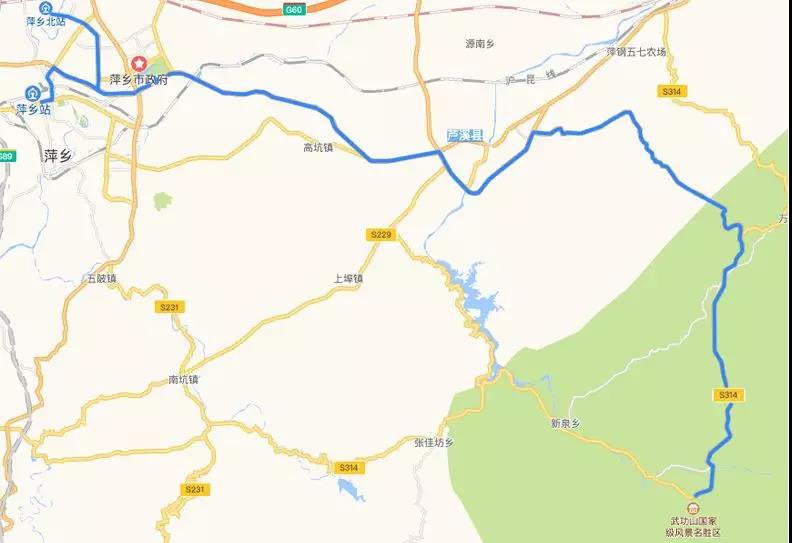 萍乡北站
G60
源南乡
萍钢五七农场
萍乡市政府
沪昆线
萍乡站
S314
芦溪县
高坑镇
萍乡
G89
万
S229
五陂镇
上埠镇
S231
南坑镇
S314
新泉乡
张佳坊乡
S314
S231
武功山国家
级风景名胜区